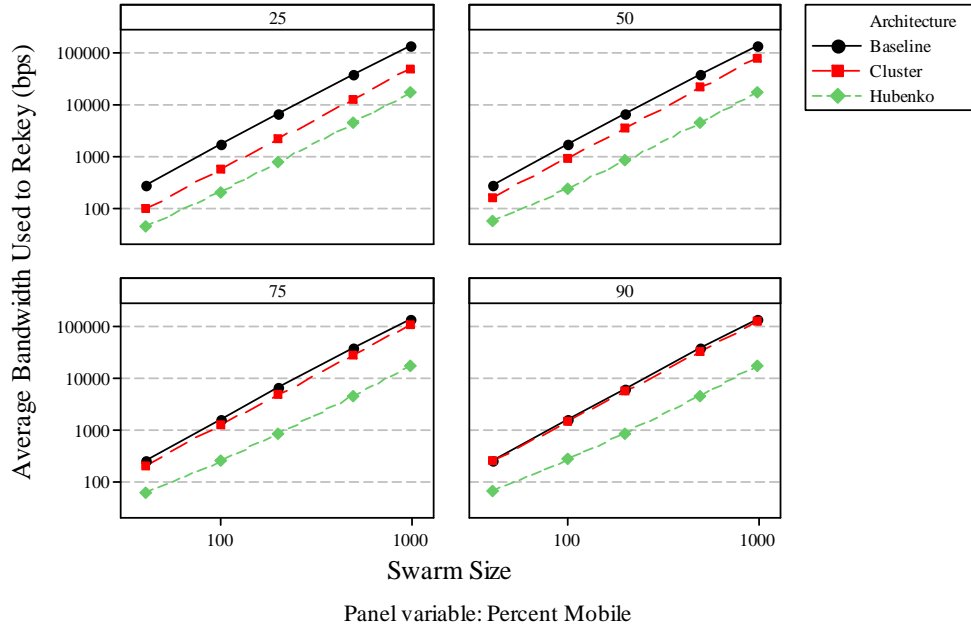 25
50
Architecture
Baseline
Cluster
Hubenko
100000
10000
1000
100
75
90
100000
10000
1000
100
100
1000
100
1000
Average Bandwidth Used to Rekey (bps)
Swarm Size
Panel variable: Percent Mobile